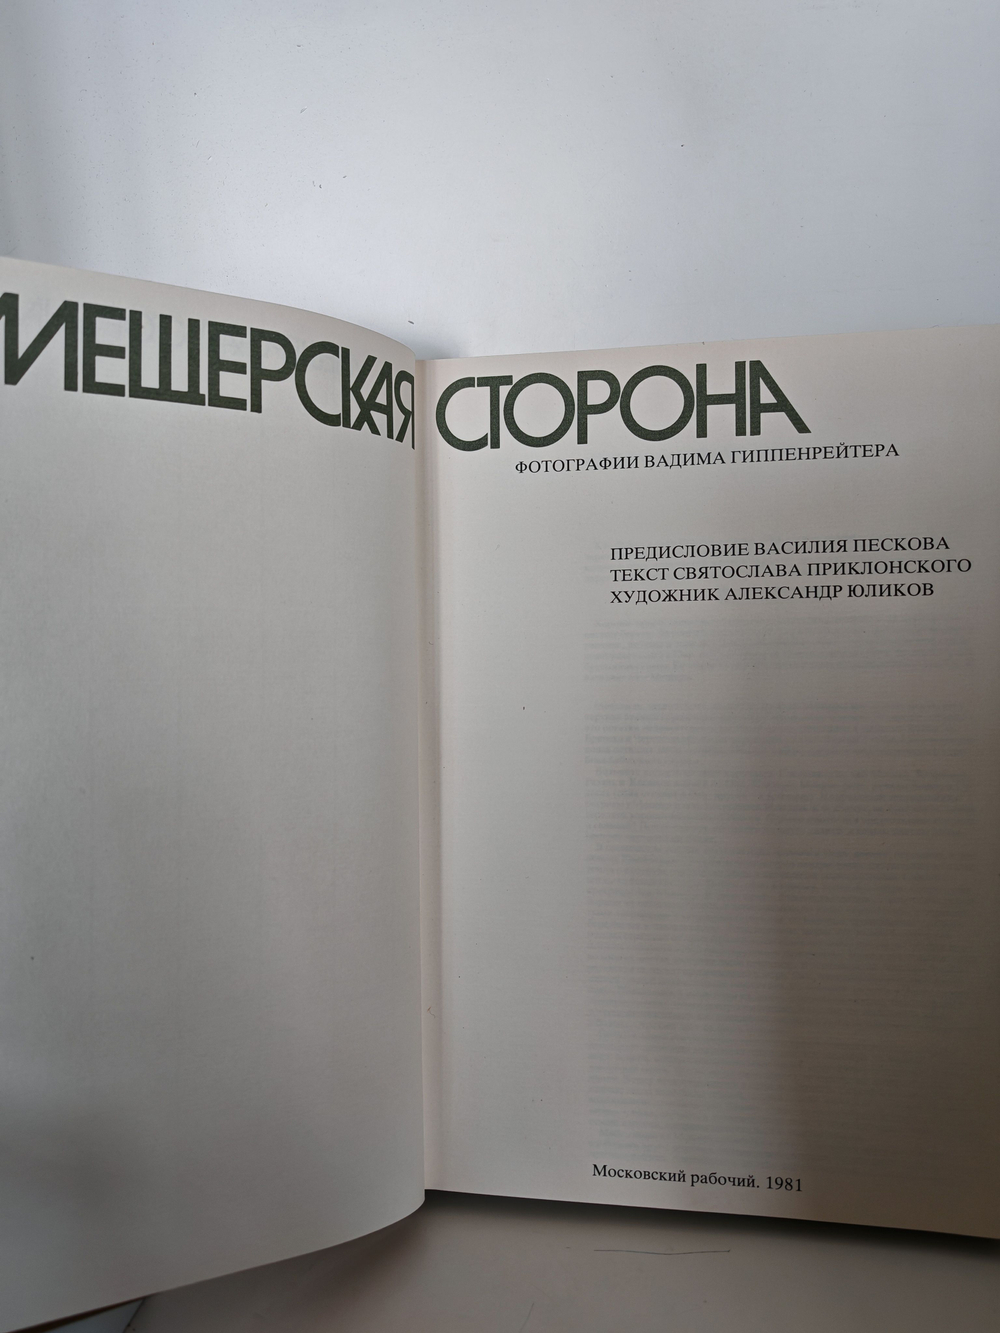 МЕЩЕРСКАЯ СТОРОНА
ФОТОГРАФИИ ВАДИМА ГИППЕНРЕЙТЕРА
ПРЕДИСЛОВИЕ ВАСИЛИЯ ПЕСКОВА
ТЕКСТ СВЯТОСЛАВА ПРИКЛОНСКОГО
ХУДОЖНИК АЛЕКСАНДР ЮЛИКОВ
Московский рабочий. 1981